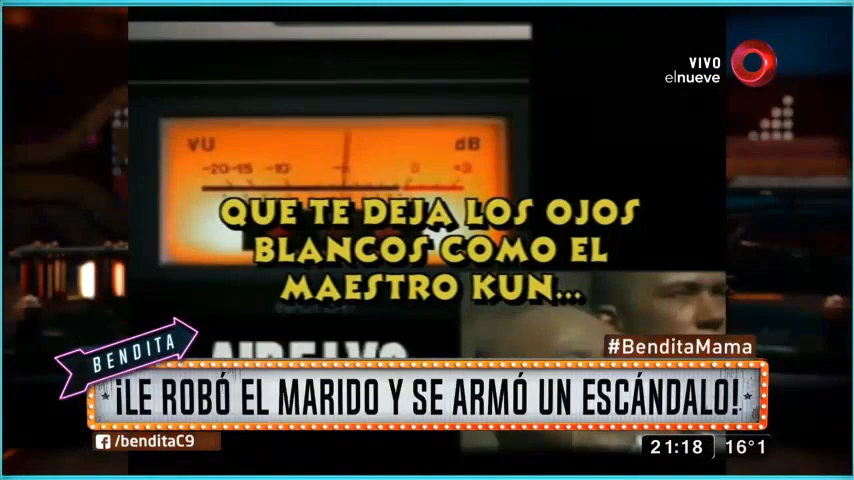 VIVO
elnueve
VU
dB
-20-15
-10
0
+3
QUE TE DEJA LOS OJOS
BLANCOS COMO EL
MAESTRO KUN...
#BenditaMama
BENDITA
¡LE ROBÓ EL MARIDO Y SE ARMÓ UN ESCÁNDALO!
/benditaC9
21:18
16°1